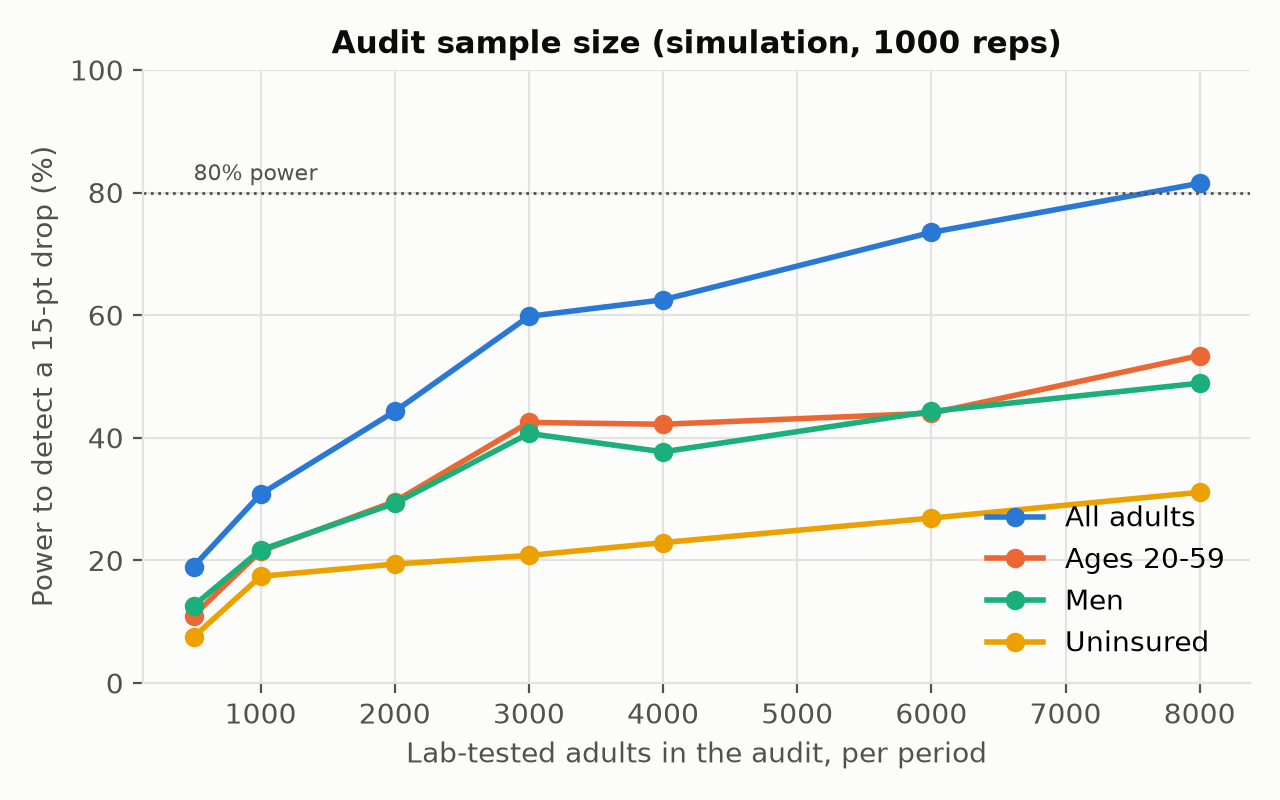 Audit sample size (simulation, 1000 reps)
Power to detect a 15-pt drop (%)
100
80
60
40
20
0
80% power
All adults
Ages 20-59
Men
Uninsured
1000 2000 3000 4000 5000 6000 7000 8000
Lab-tested adults in the audit, per period